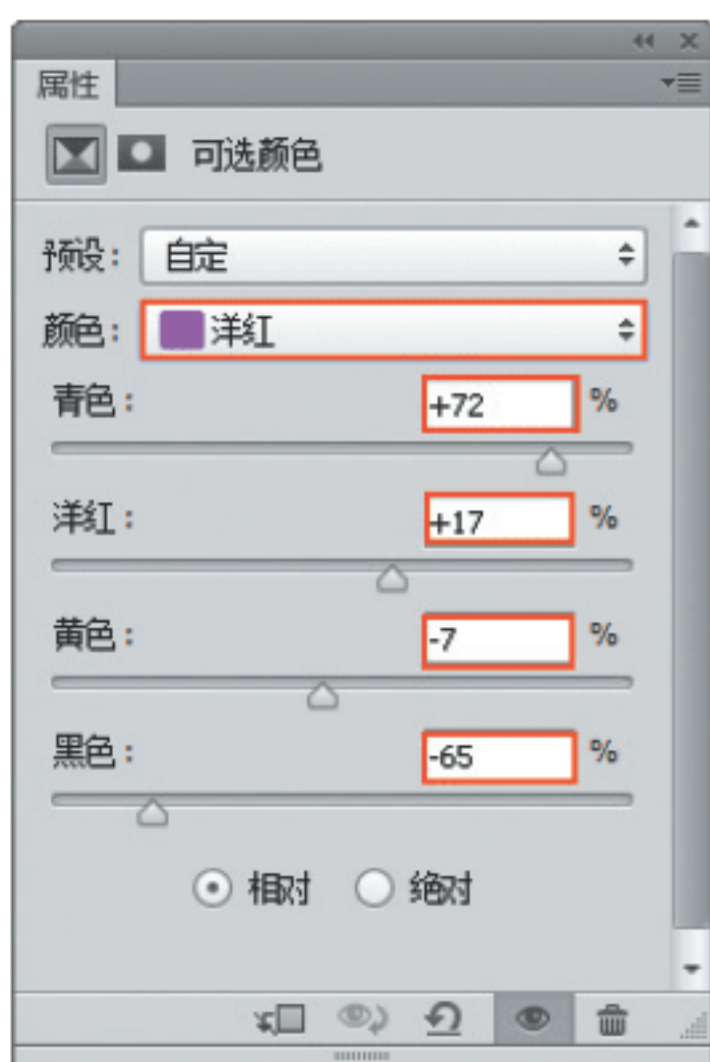 属性
可选颜色
预设： 自定
颜色： 洋红
青色： +72 %
洋红： +17 %
黄色： -7 %
黑色： -65 %
相对 绝对